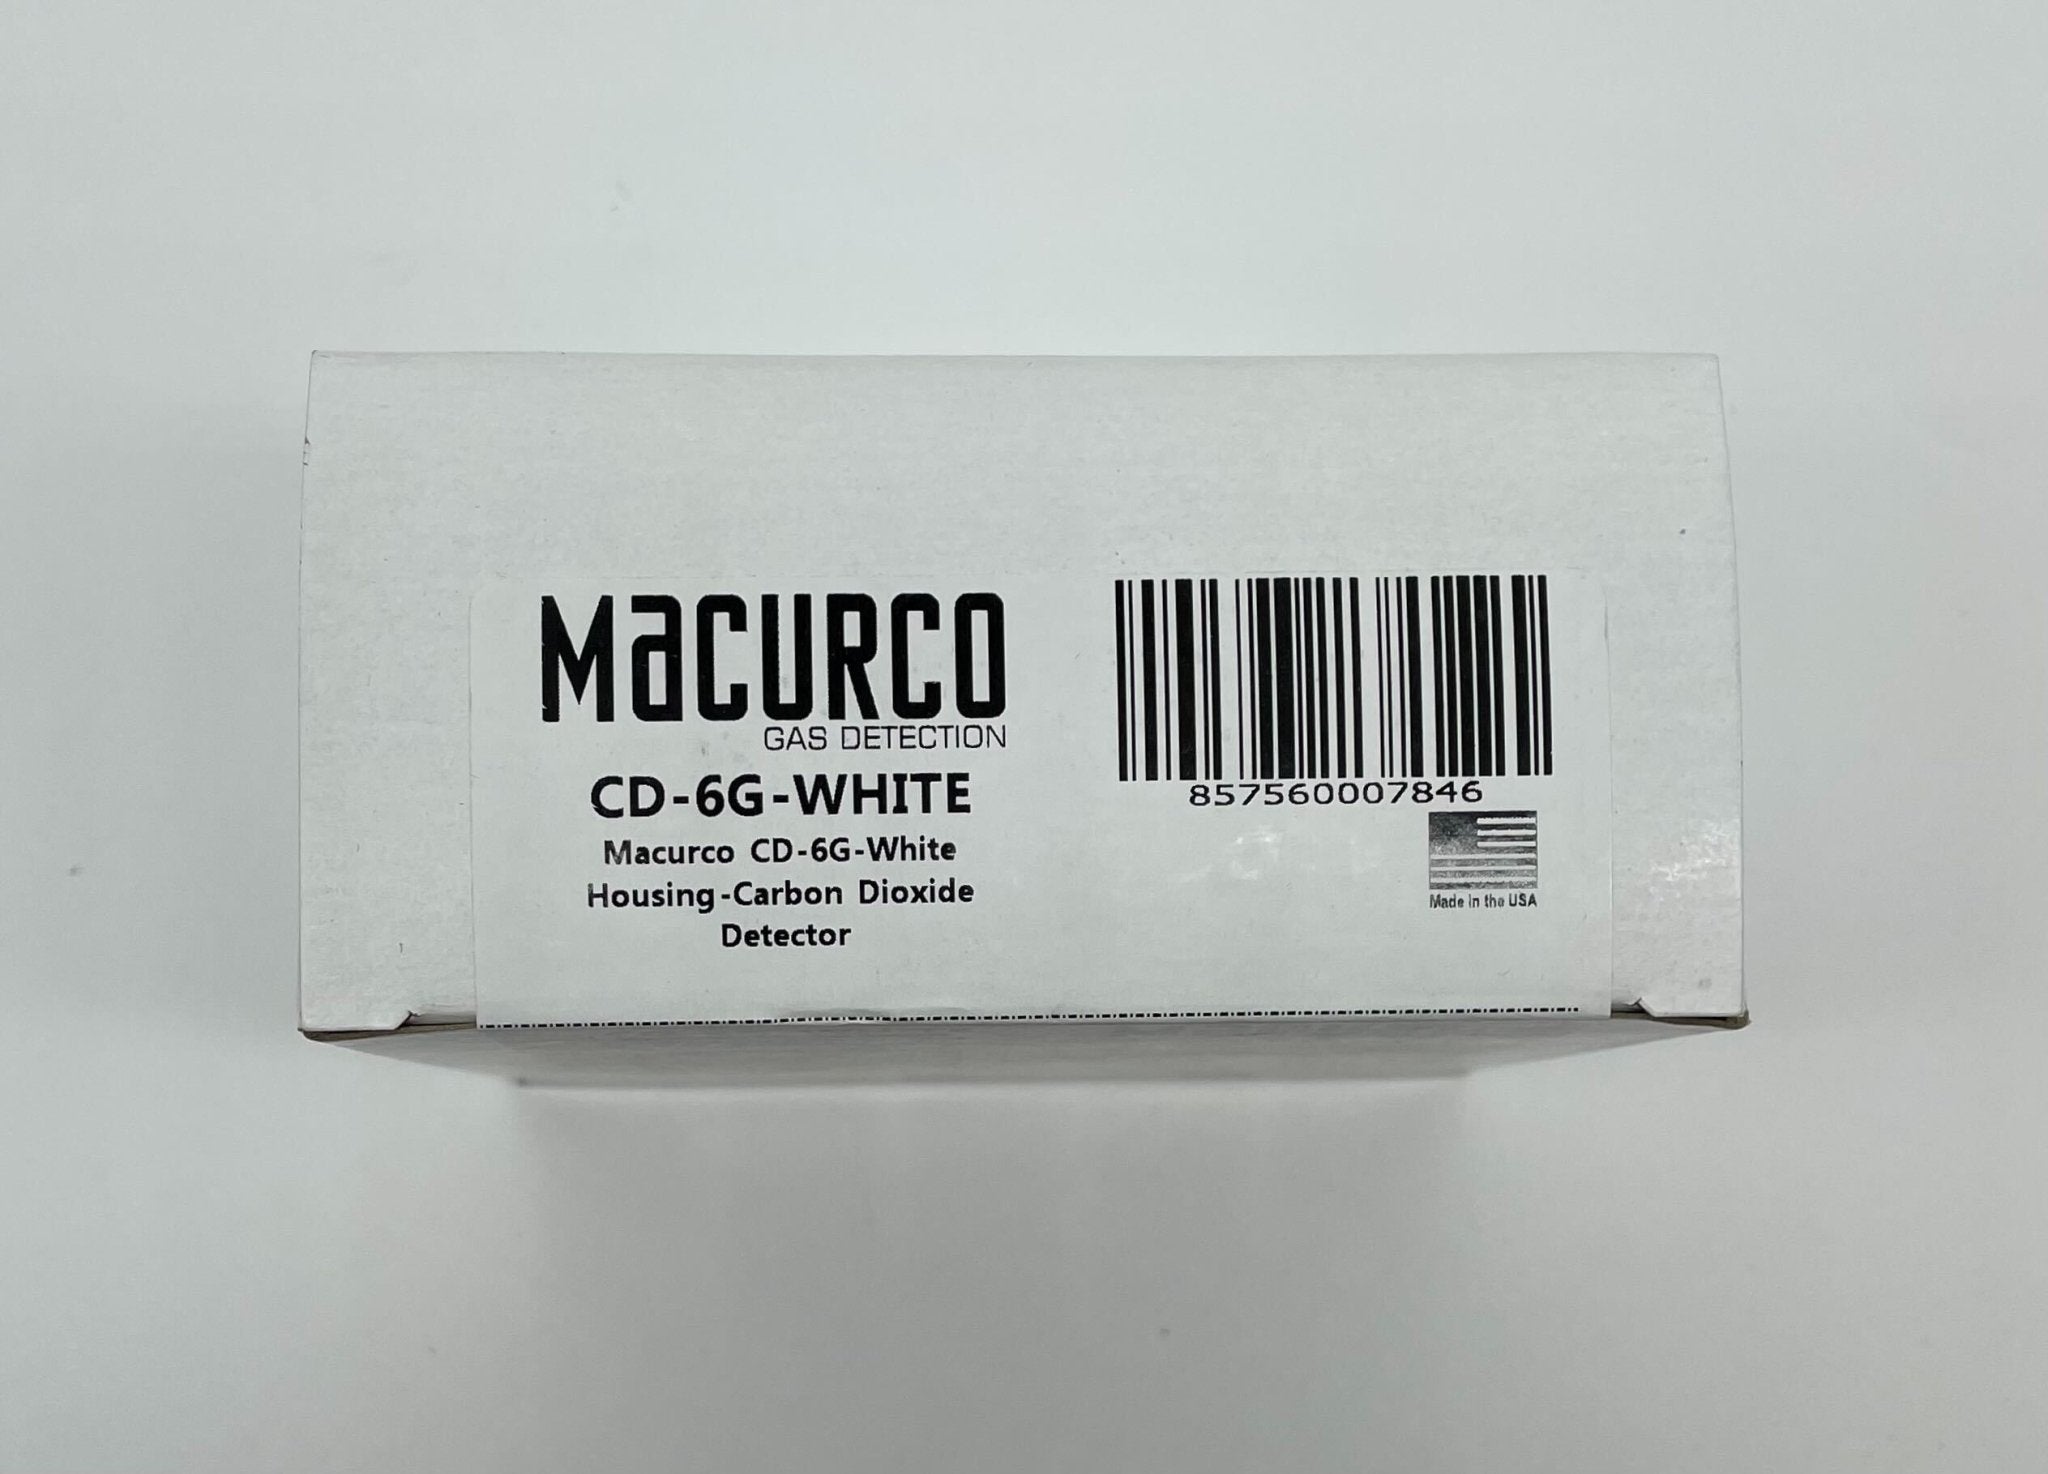 MACURCO
GAS DETECTION
CD-6G-WHITE
Macurco CD-6G-White
Housing-Carbon Dioxide
Detector
857560007846
Made in the USA